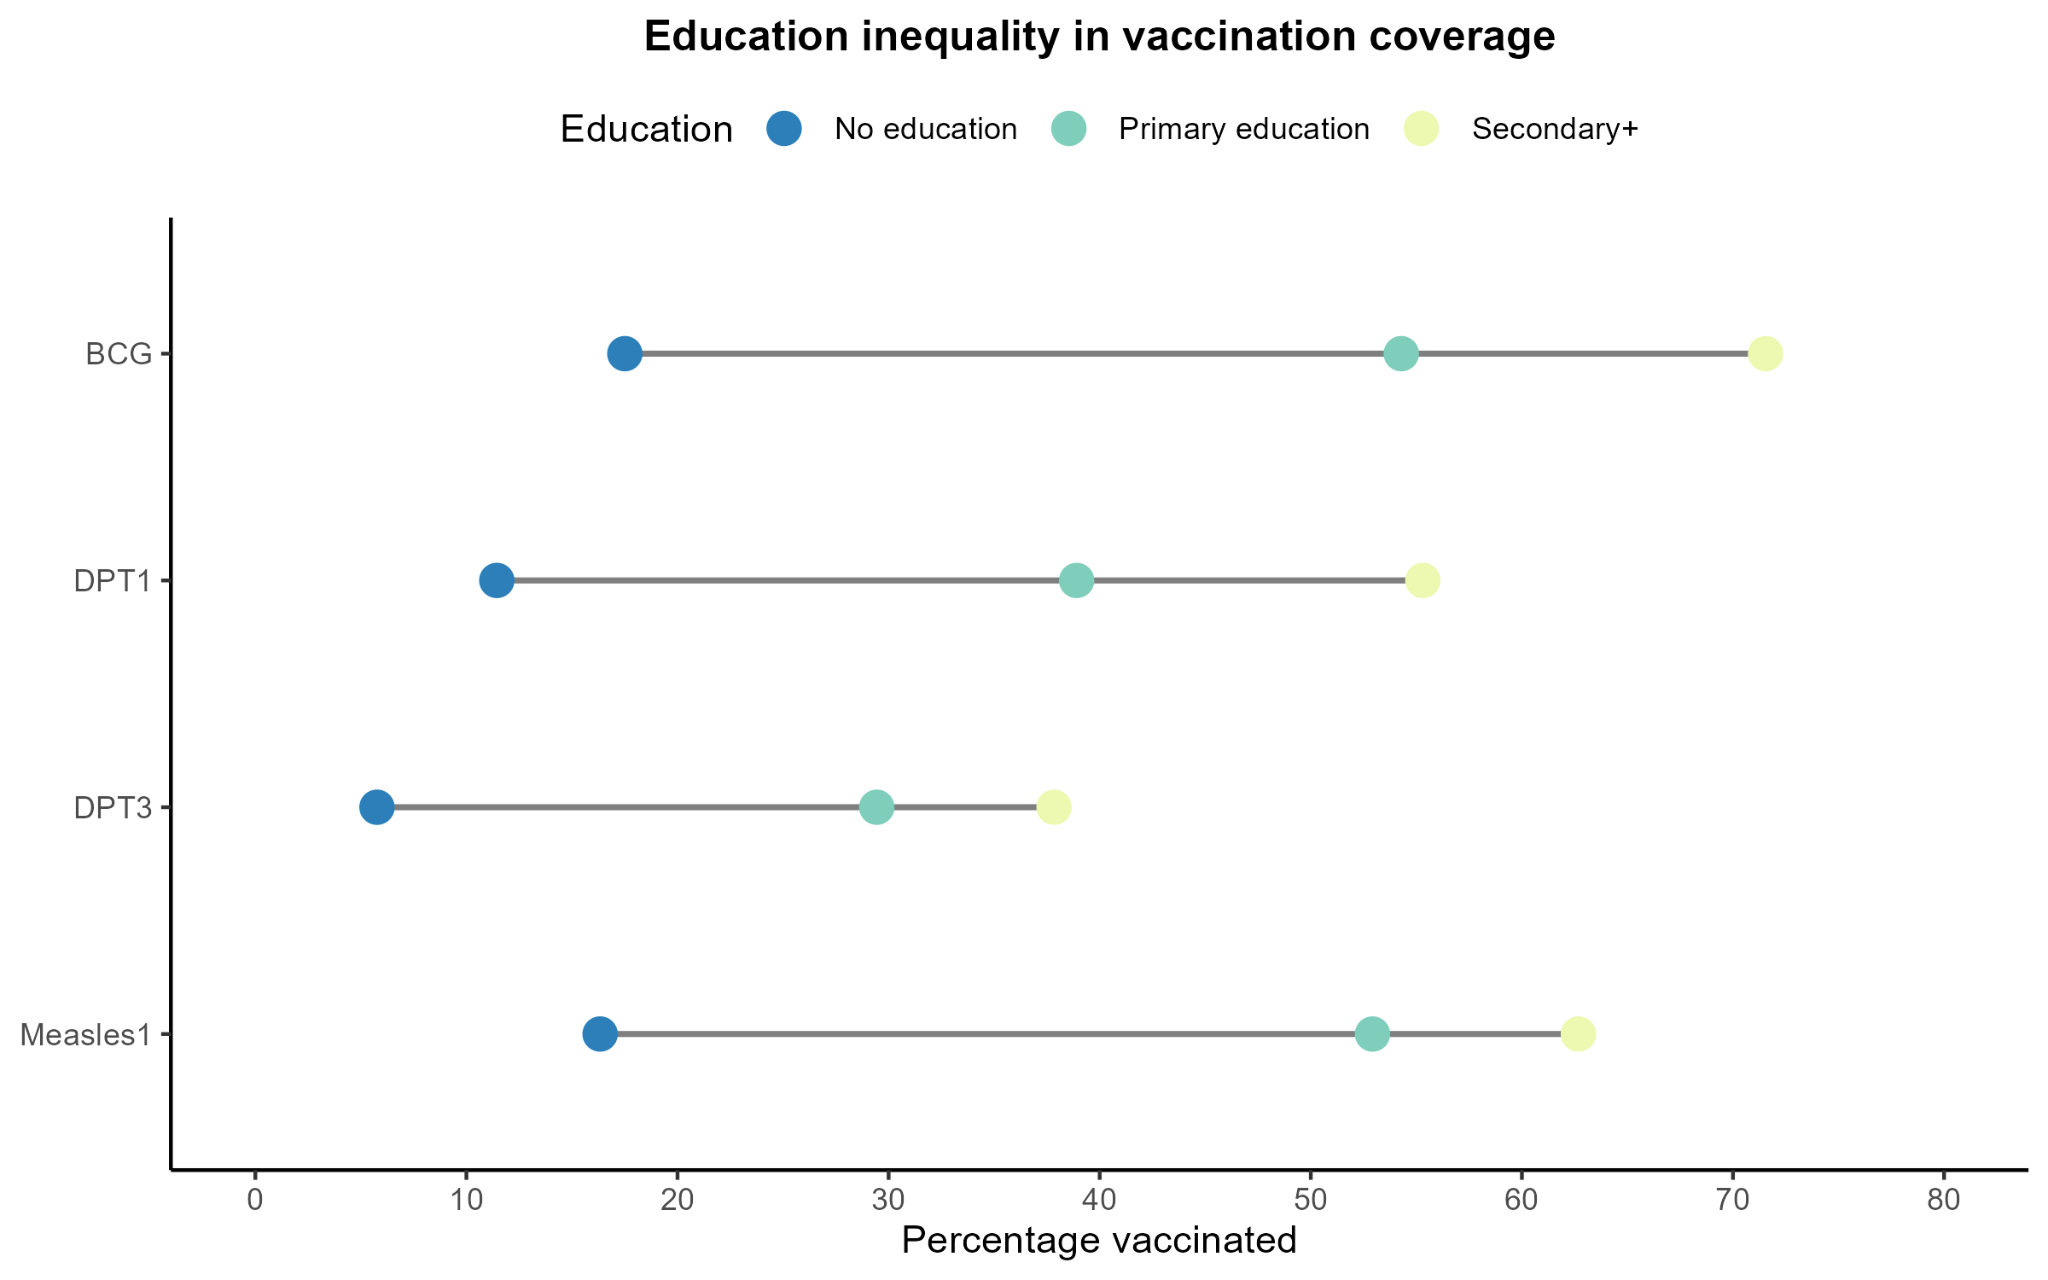 Education inequality in vaccination coverage
Education No education Primary education Secondary+
BCG
DPT1
DPT3
Measles1
0 10 20 30 40 50 60 70 80
Percentage vaccinated